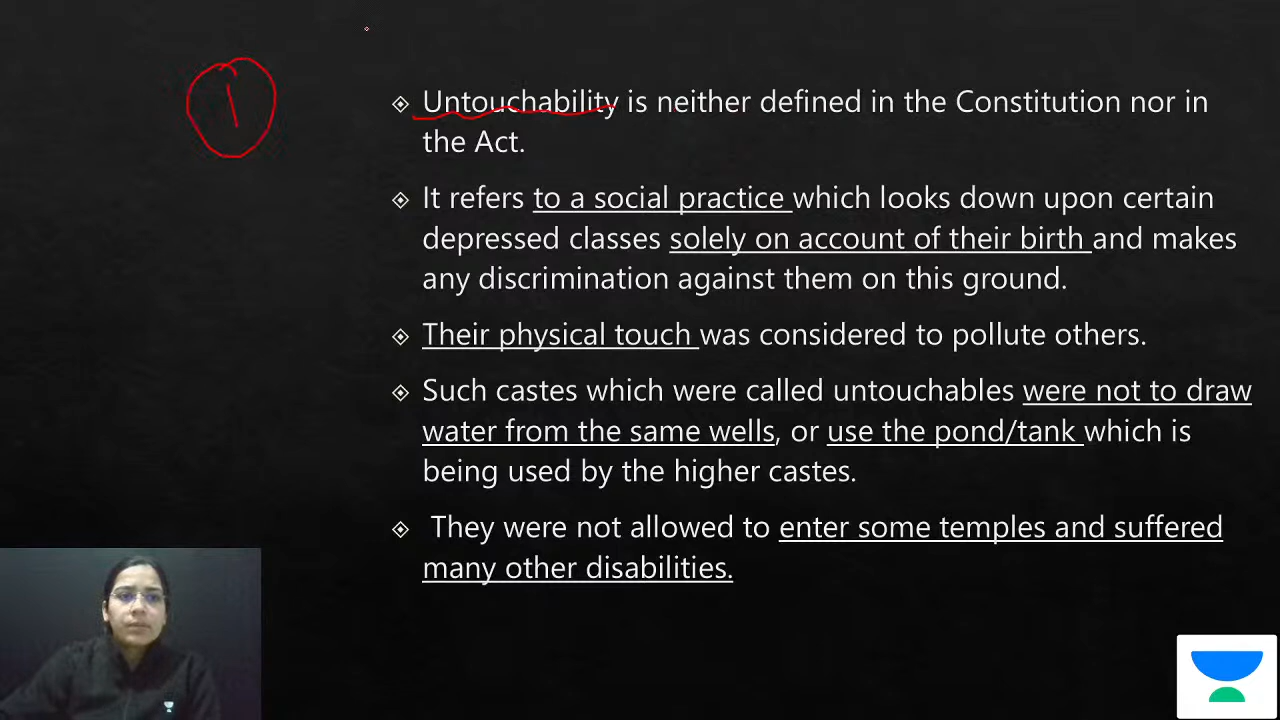 1
Untouchability is neither defined in the Constitution nor in
the Act.
It refers to a social practice which looks down upon certain
depressed classes solely on account of their birth and makes
any discrimination against them on this ground.
Their physical touch was considered to pollute others.
Such castes which were called untouchables were not to draw
water from the same wells, or use the pond/tank which is
being used by the higher castes.
They were not allowed to enter some temples and suffered
many other disabilities.